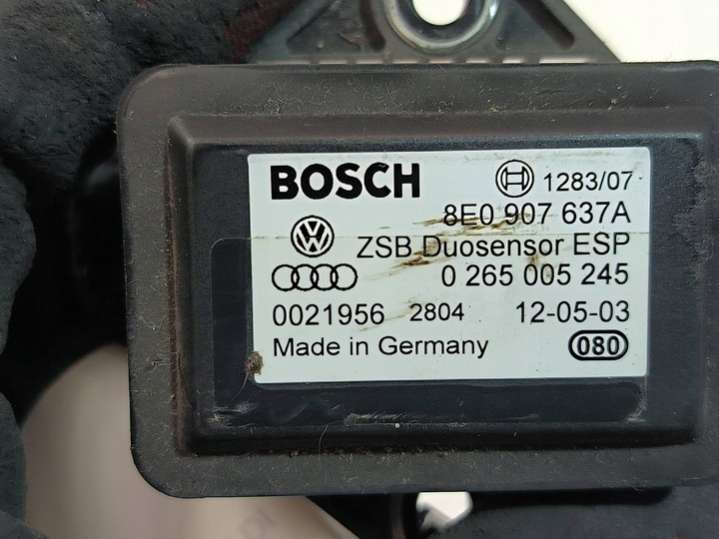 BOSCH 1283/07
8E0 907 637A
ZSB Duosensor ESP
0 265 005 245
0021956 2804 12-05-03
Made in Germany 080